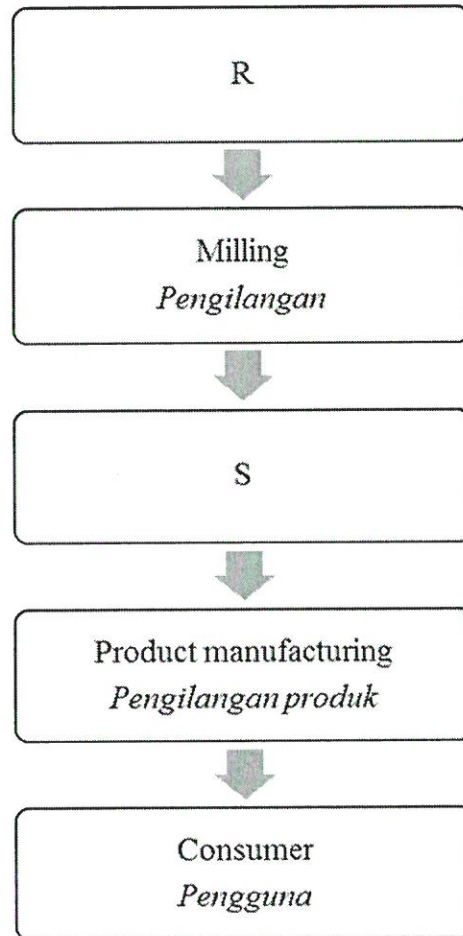 R
Milling
Pengilangan
S
Product manufacturing
Pengilangan produk
Consumer
Pengguna